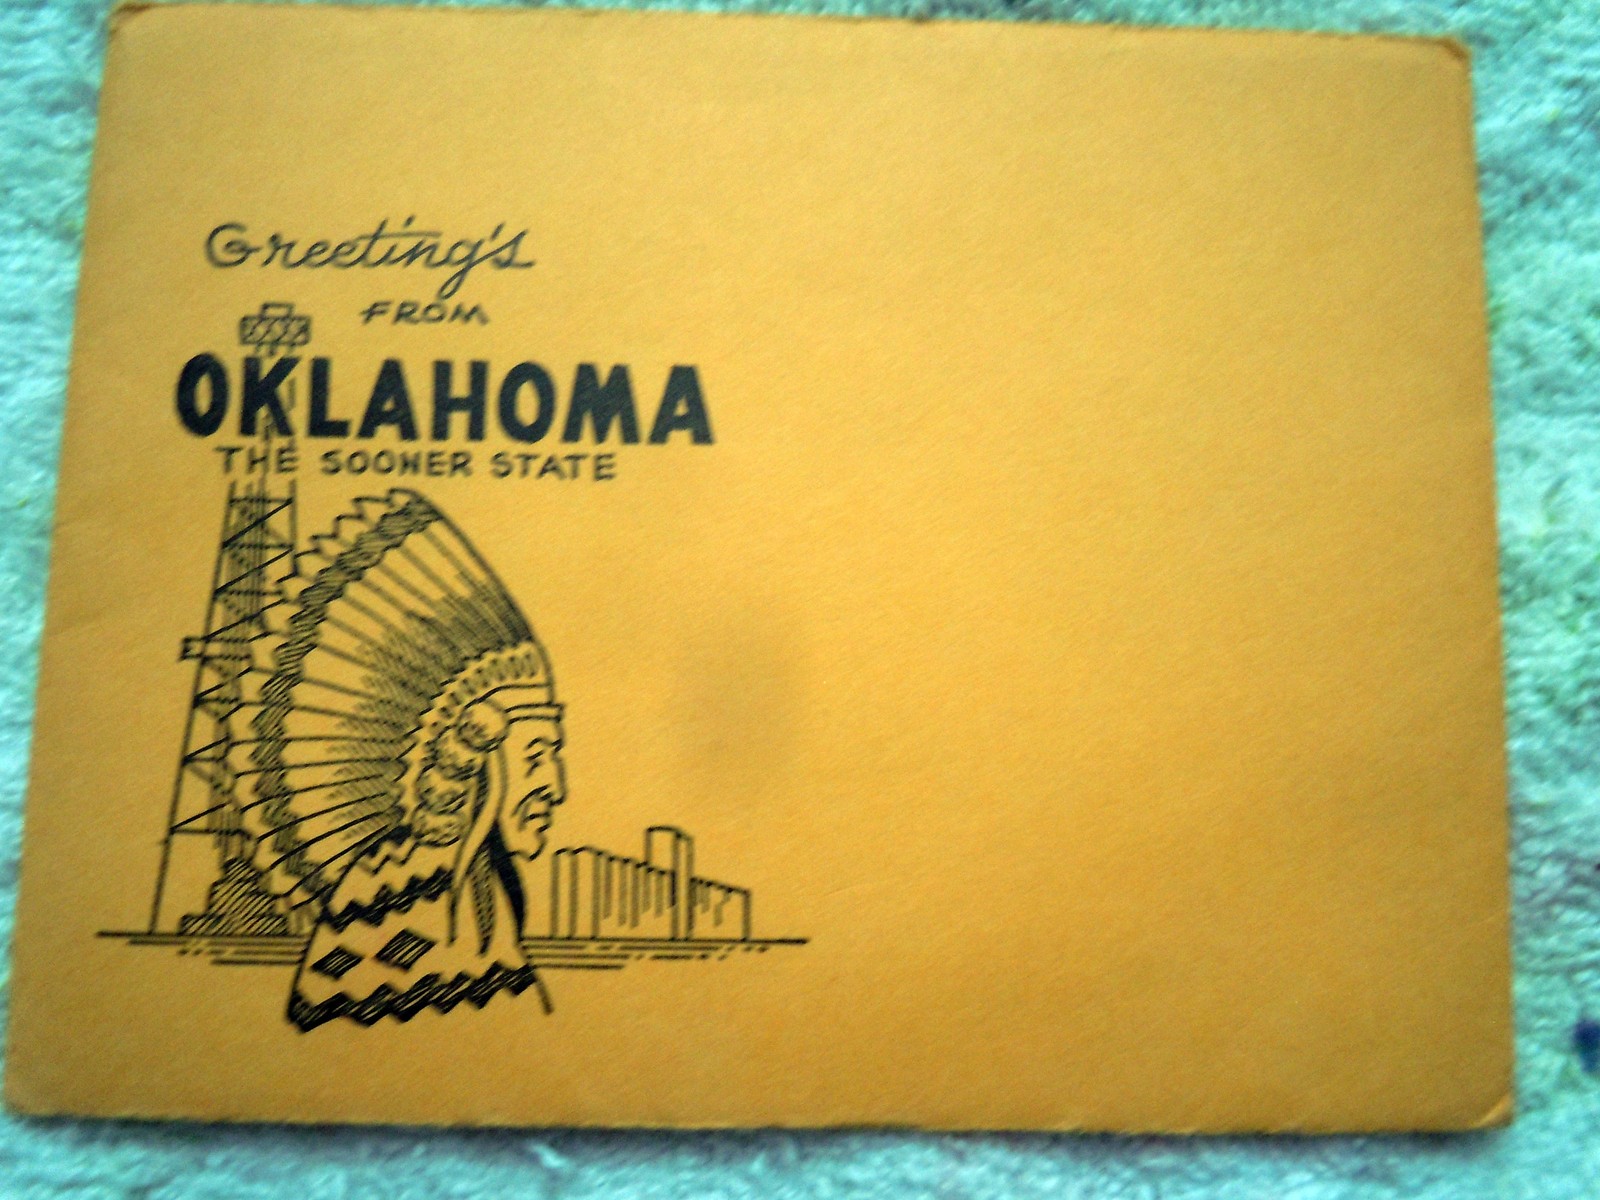 Greeting's
FROM
OKLAHOMA
THE SOONER STATE